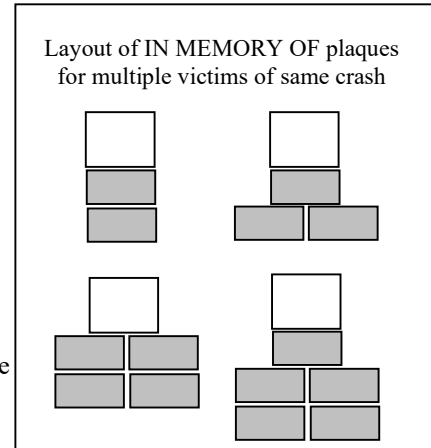 Layout of IN MEMORY OF plaques
for multiple victims of same crash
e